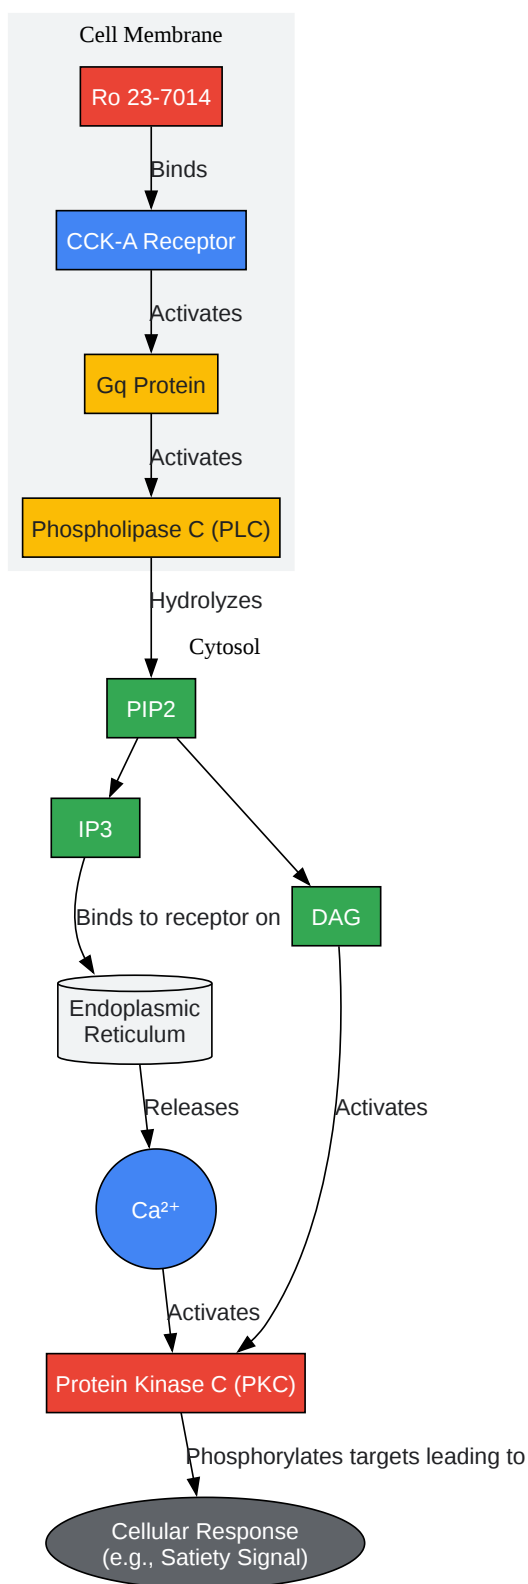 Cell Membrane
Ro 23-7014
Binds
CCK-A Receptor
Activates
Gq Protein
Activates
Phospholipase C (PLC)
Hydrolyzes
Cytosol
PIP2
IP3
DAG
Binds to receptor on
Endoplasmic
Reticulum
Releases
Activates
Ca²⁺
Activates
Protein Kinase C (PKC)
Phosphorylates targets leading to
Cellular Response
(e.g., Satiety Signal)